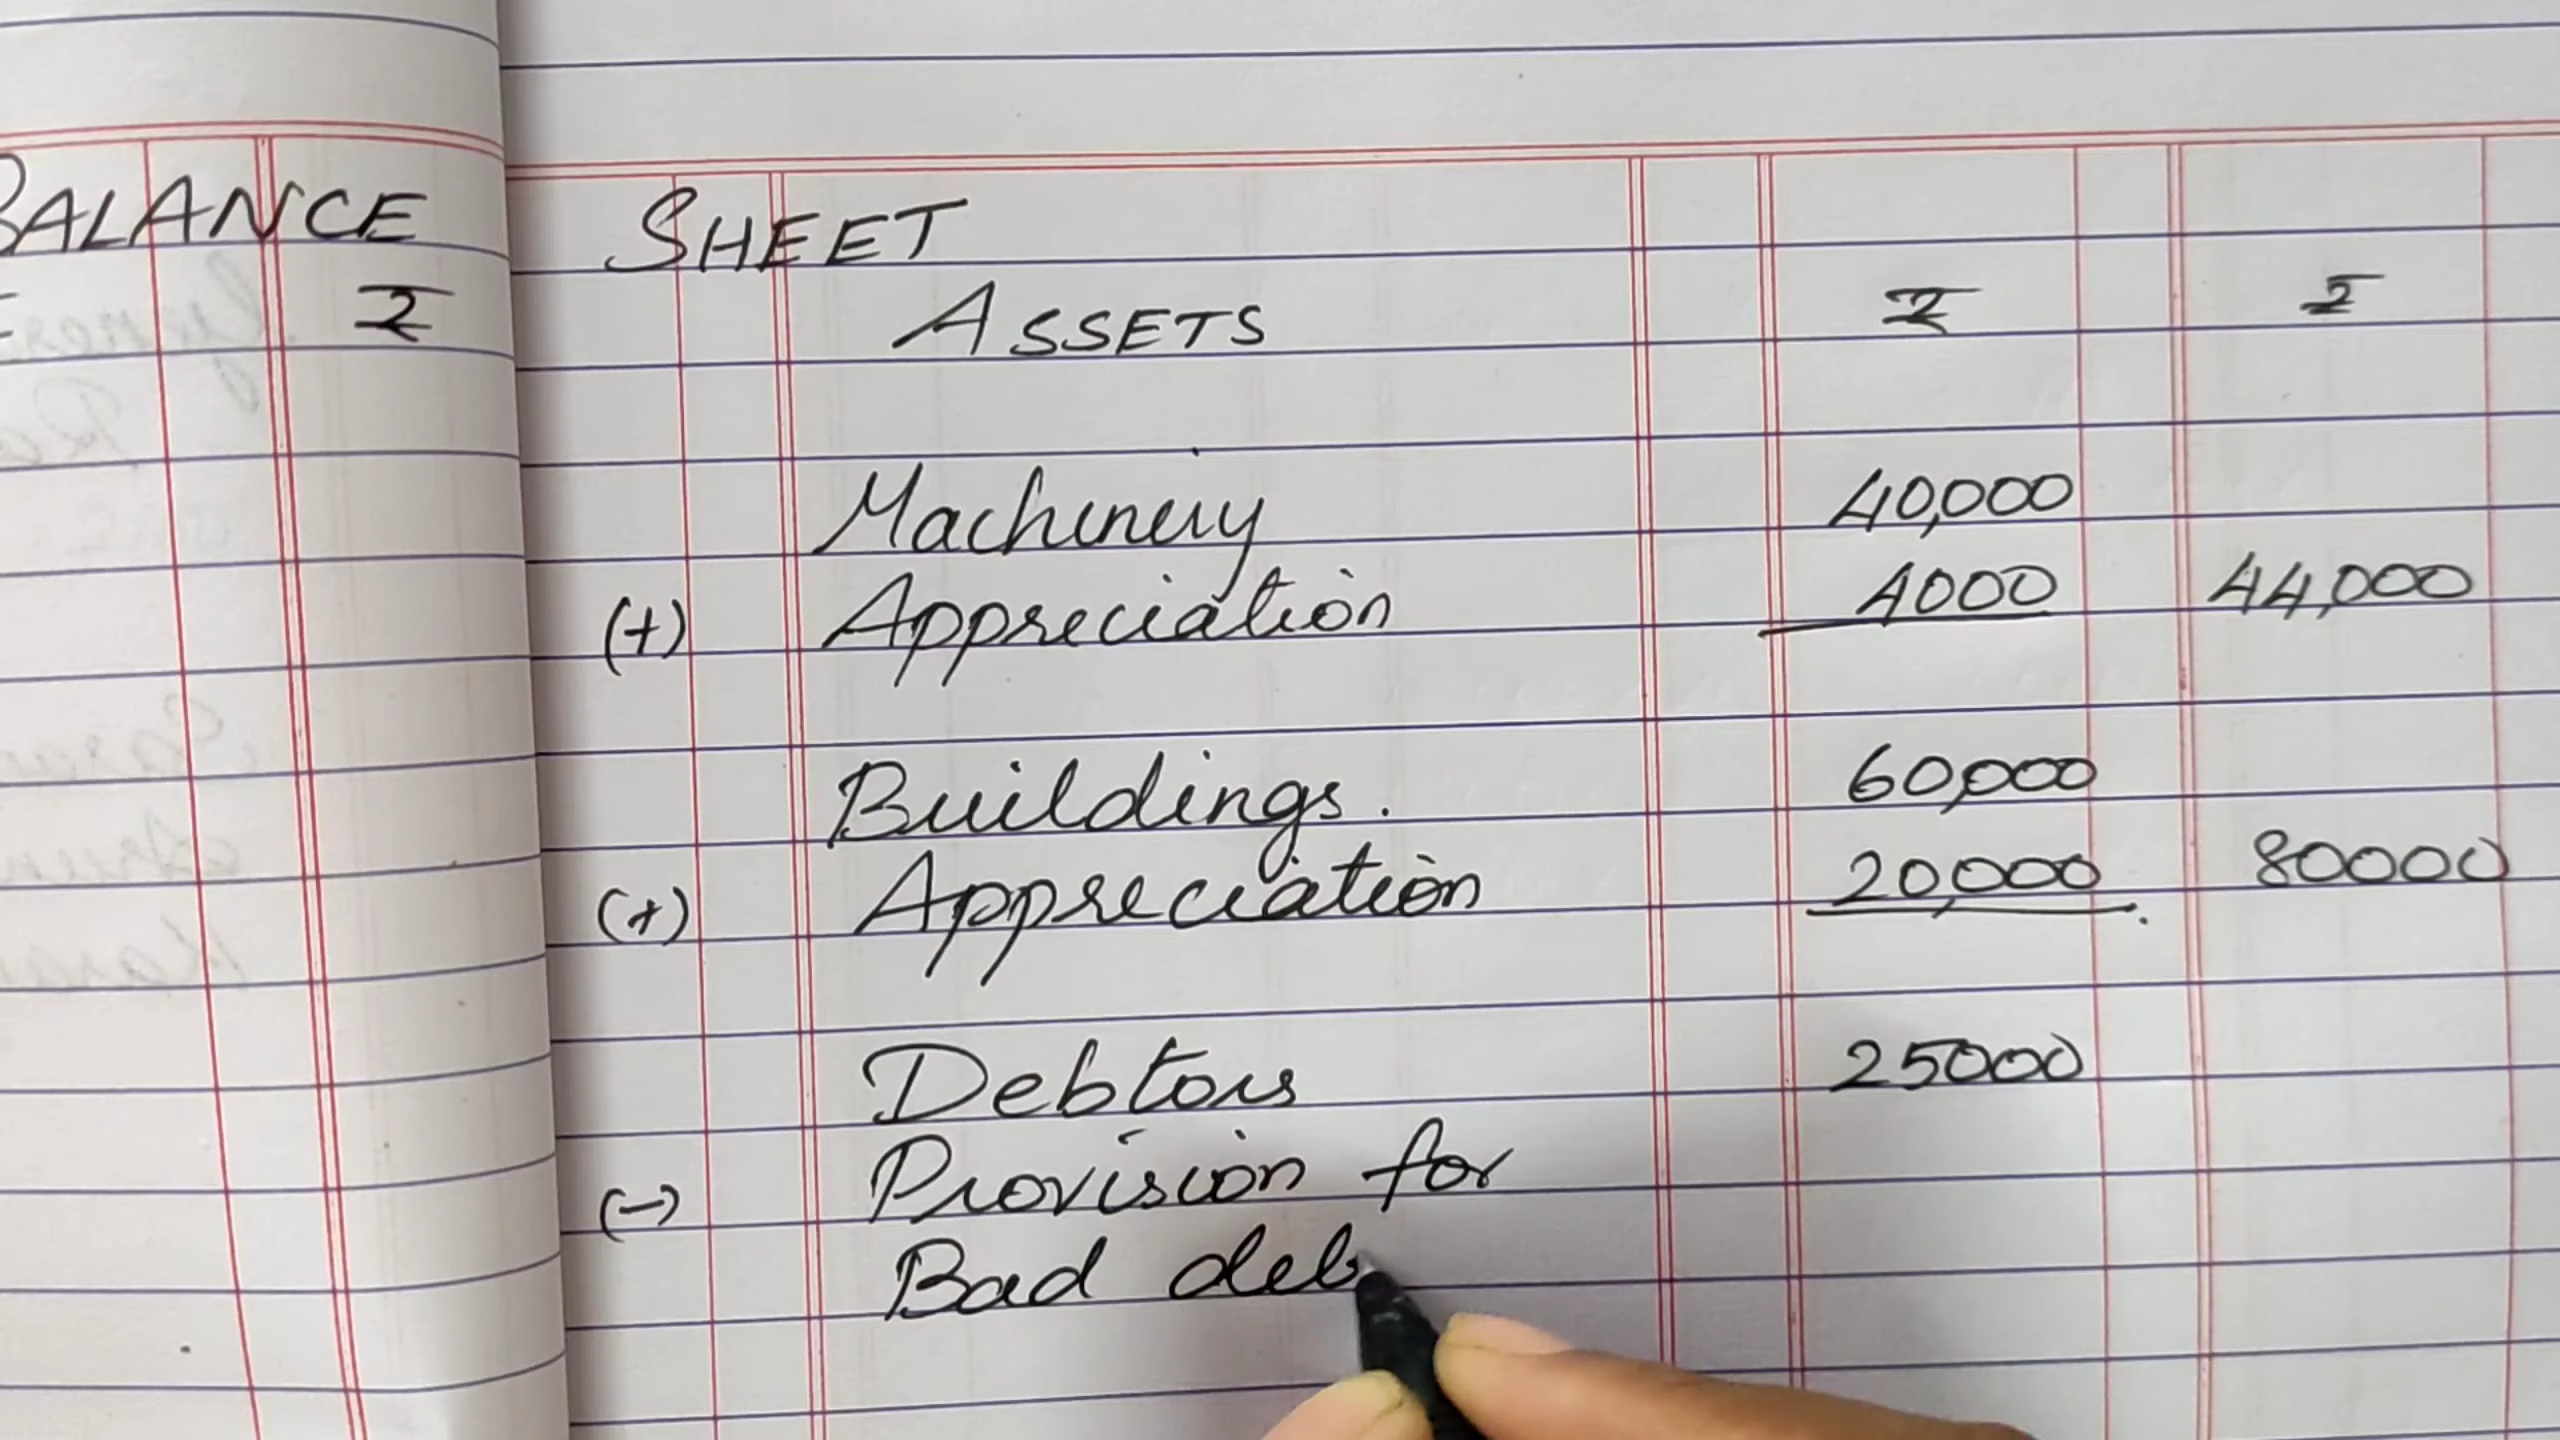 BALANCE SHEET
₹ ASSETS ₹ ₹
Machinery 40,000
(+) Appreciation 4000 44,000
Buildings. 60,000
(+) Appreciation 20,000 80000
Debtors 25000
(-) Provision for
Bad deb